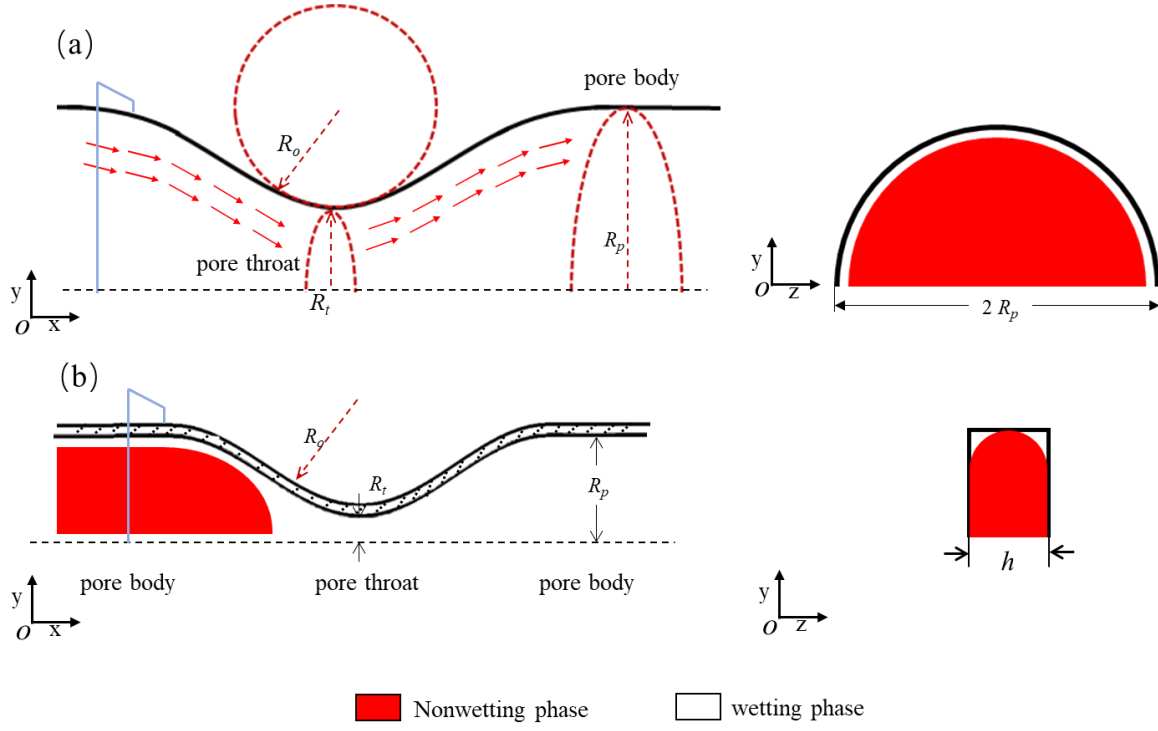 (a)
pore body
R_o
R_p
pore throat
R_t
y
O
x
y
O
z
2 R_p
(b)
R_o
R_t
R_p
h
pore body
pore throat
pore body
y
O
x
y
O
z
Nonwetting phase
wetting phase